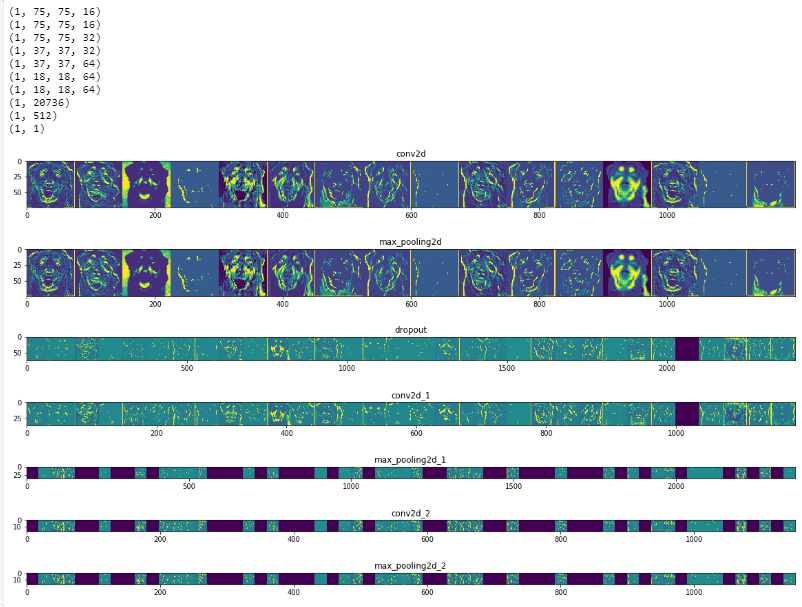 (1, 75, 75, 16)
(1, 75, 75, 16)
(1, 75, 75, 32)
(1, 37, 37, 32)
(1, 37, 37, 64)
(1, 18, 18, 64)
(1, 18, 18, 64)
(1, 20736)
(1, 512)
(1, 1)
conv2d
0
25
50
0 200 400 600 800 1000
max_pooling2d
0
25
50
0 200 400 600 800 1000
dropout
0
50
0 500 1000 1500 2000
conv2d_1
0
25
0 200 400 600 800 1000
max_pooling2d_1
0
25
0 500 1000 1500 2000
conv2d_2
0
10
0 200 400 600 800 1000
max_pooling2d_2
0
10
0 200 400 600 800 1000